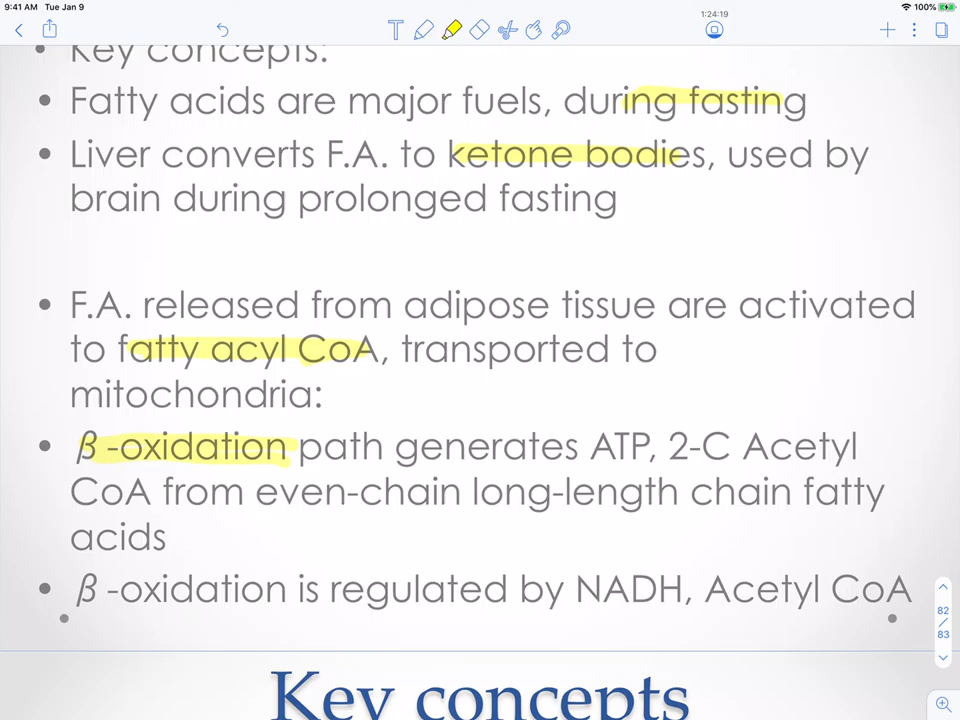 9:41 AM Tue Jan 9
100%
1:24:19
T
• Key concepts:
• Fatty acids are major fuels, during fasting
• Liver converts F.A. to ketone bodies, used by
brain during prolonged fasting
• F.A. released from adipose tissue are activated
to fatty acyl CoA, transported to
mitochondria:
• β -oxidation path generates ATP, 2-C Acetyl
CoA from even-chain long-length chain fatty
acids
• β -oxidation is regulated by NADH, Acetyl CoA
82
/
83
Key concepts